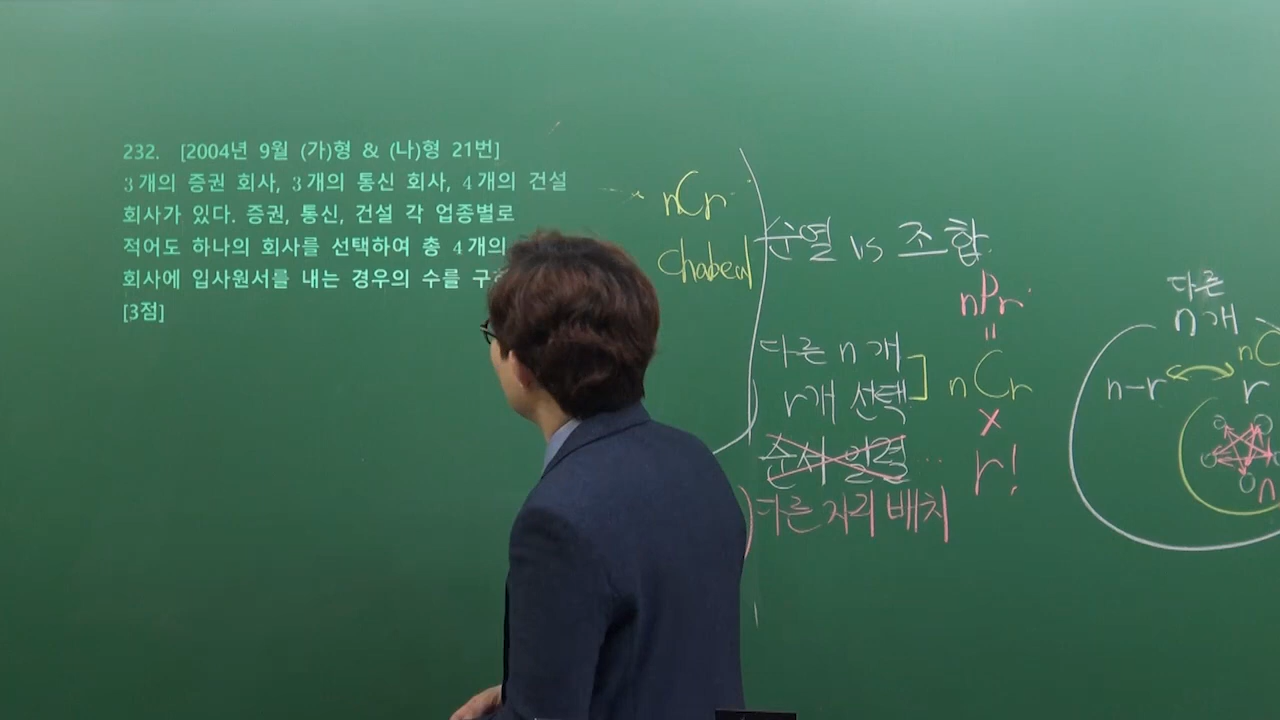 232. [2004년 9월 (가)형 & (나)형 21번]
3개의 증권 회사, 3개의 통신 회사, 4개의 건설
회사가 있다. 증권, 통신, 건설 각 업종별로
적어도 하나의 회사를 선택하여 총 4개의
회사에 입사원서를 내는 경우의 수를
[3점]
nCr
순열 vs 조합
nPr
=
다른 n개
r개 선택
nCr
×
순서 일렬 …
r!
다른 자리 배치
다른
n개
n-r
r